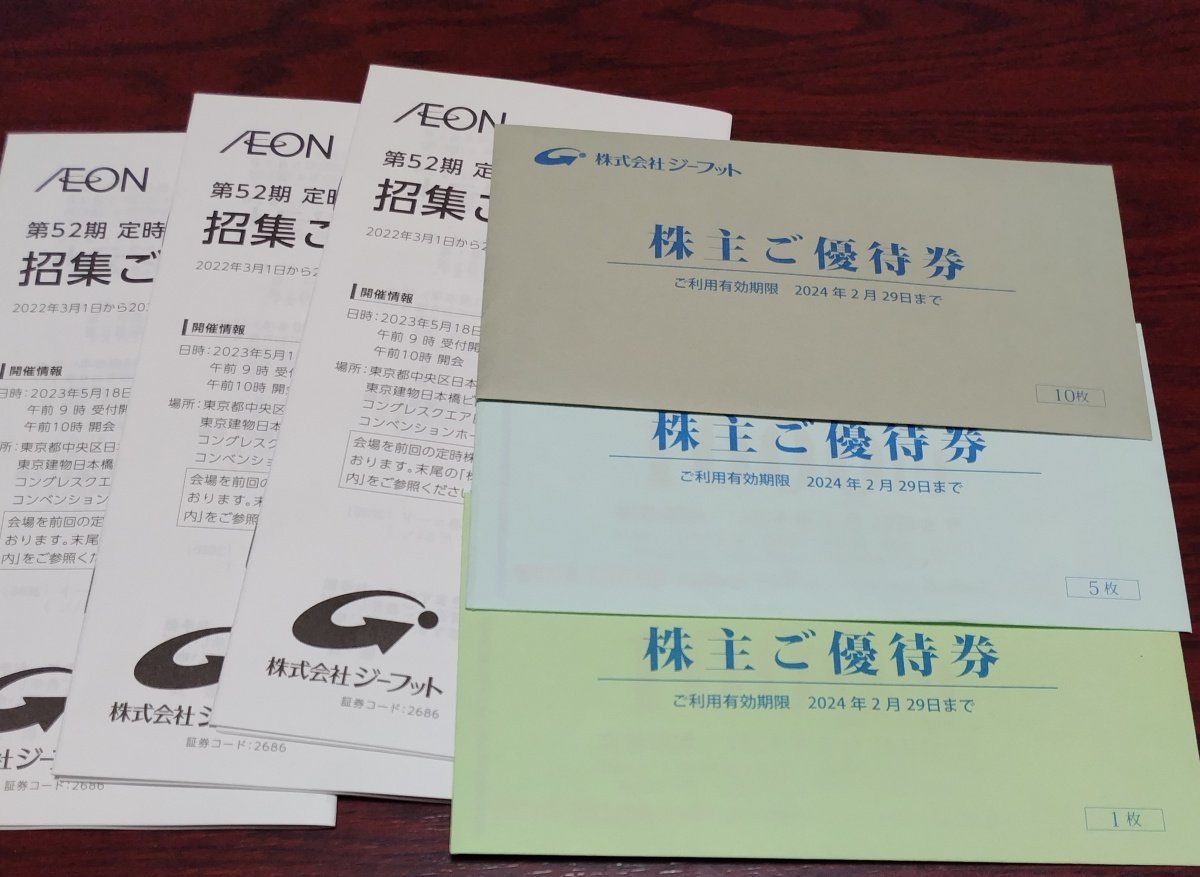 ÆON
第52期 定時
招集ご
2022年3月1日から20
開催情報
日時：2023年5月18日
午前 9 時 受付開
午前10時 開会
所：東京都中央区日本
東京建物日本橋
コングレスクエ
コンベンション
会場を前回の定
おります。末尾
内」をご参照く
社ジー
証券コード：2686
ÆON
第52期 定時
招集ご
2022年3月1日から2
開催情報
日時：2023年5月1
午前 9 時 受付
午前10時 開
場所：東京都中央区
東京建物日本橋
コングレスク
コンベンショ
会場を前回の
おります。末
内」をご参照
株式会社ジ
証券コード：2686
ÆON
第52期 定
招集ご
2022年3月1日から2
開催情報
日時：2023年5月18日
午前 9 時 受付開
午前10時 開会
場所：東京都中央区日本
東京建物日本橋ビ
コングレスクエア
コンベンションホー
会場を前回の定時株
おります。末尾の「株
内」をご参照ください
株式会社ジーフット
証券コード：2686
株式会社ジーフット
株主ご優待券
ご利用有効期限 2024年2月29日まで
10枚
株主ご優待券
ご利用有効期限 2024年2月29日まで
5枚
株主ご優待券
ご利用有効期限 2024年2月29日まで
1枚